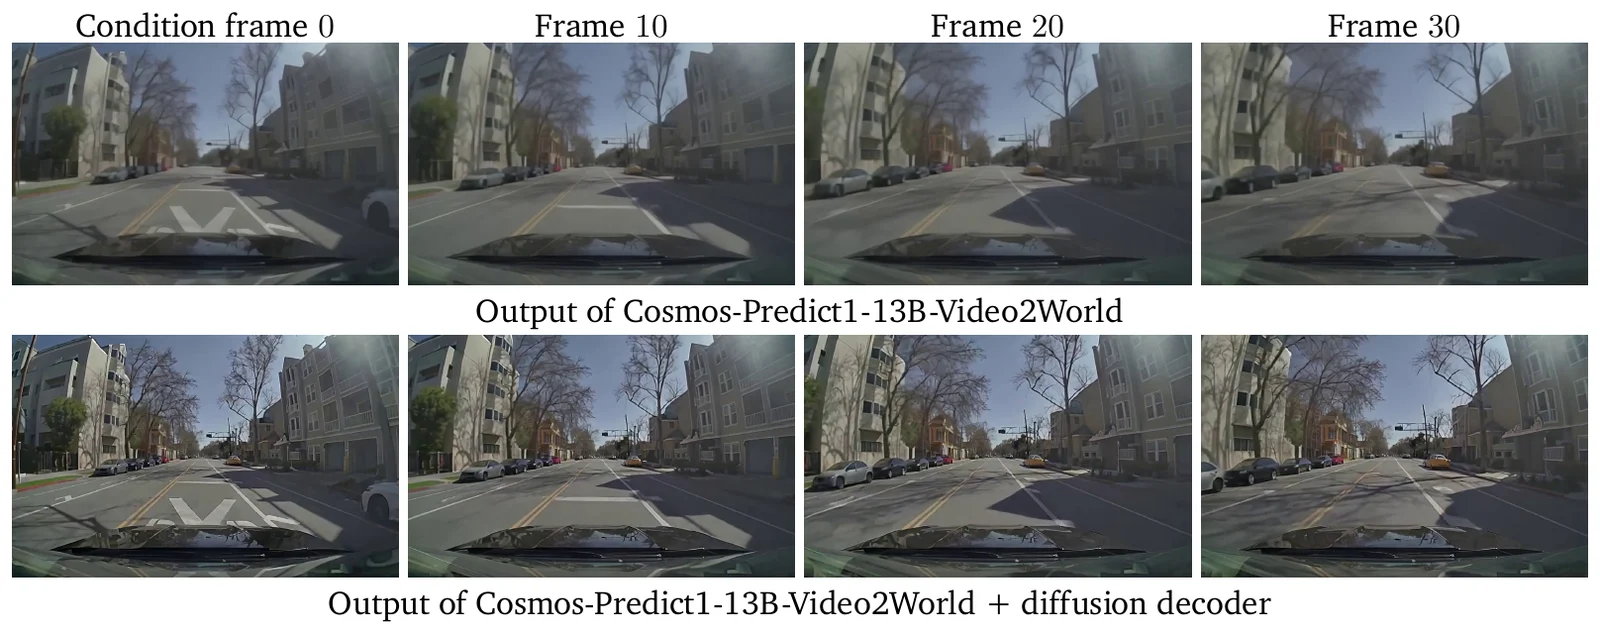 Condition frame 0
Frame 10
Frame 20
Frame 30
Output of Cosmos-Predict1-13B-Video2World
Output of Cosmos-Predict1-13B-Video2World + diffusion decoder